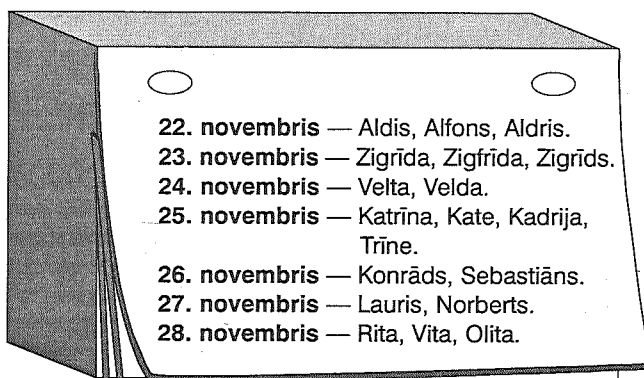 22. novembris — Aldis, Alfons, Aldris.
23. novembris — Zigrīda, Zigfrīda, Zigrīds.
24. novembris — Velta, Velda.
25. novembris — Katrīna, Kate, Kadrija,
Trīne.
26. novembris — Konrāds, Sebastiāns.
27. novembris — Lauris, Norberts.
28. novembris — Rita, Vita, Olita.